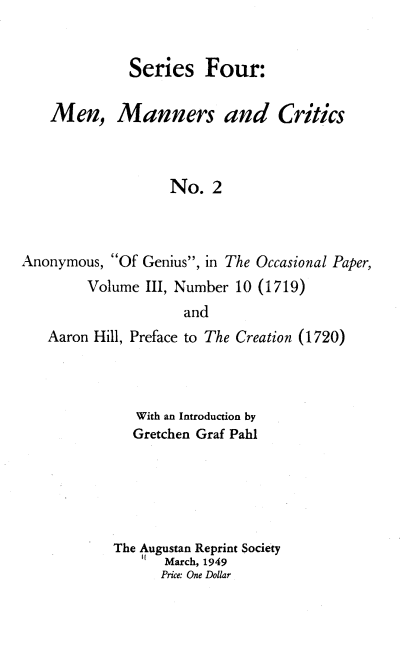 Series Four:
Men, Manners and Critics
No. 2
Anonymous, "Of Genius", in The Occasional Paper,
Volume III, Number 10 (1719)
and
Aaron Hill, Preface to The Creation (1720)
With an Introduction by
Gretchen Graf Pahl
The Augustan Reprint Society
March, 1949
Price: One Dollar